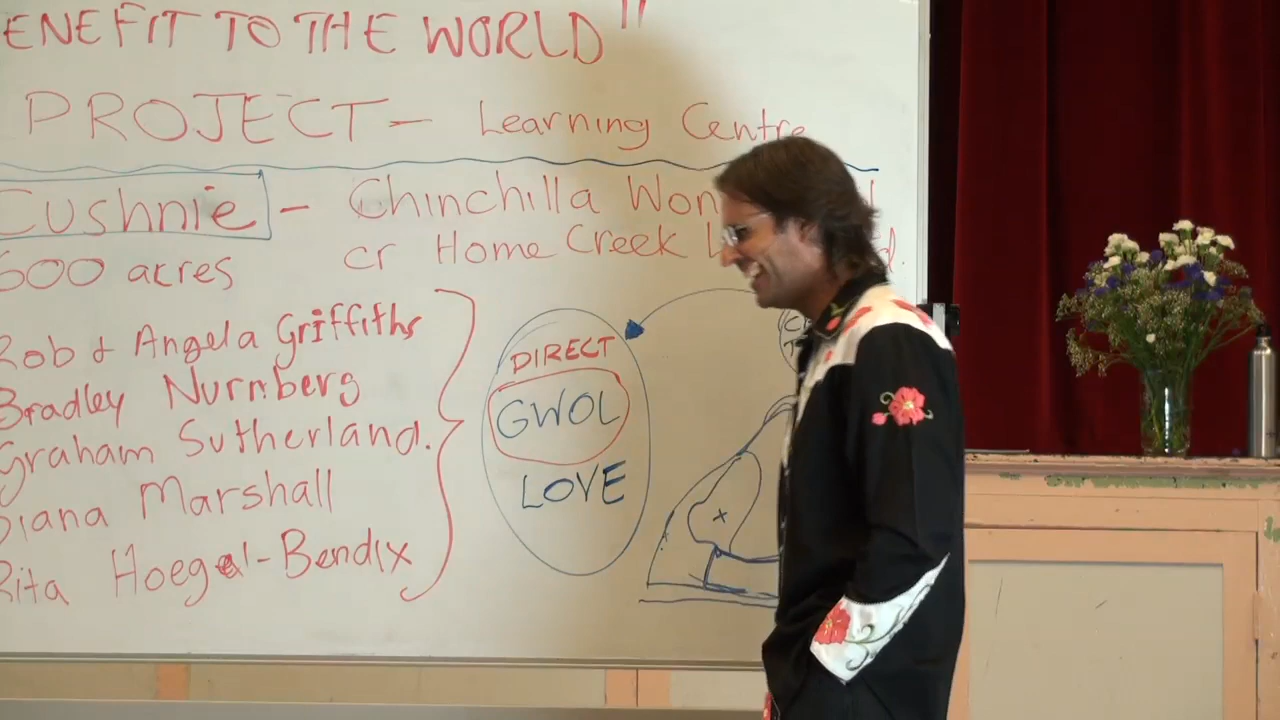 ENEFIT TO THE WORLD"
PROJECT - Learning Centre
Cushnie - Chinchilla Won
cr Home Creek
600 acres
Rob & Angela Griffiths
Bradley Nurnberg
Graham Sutherland.
Diana Marshall
Rita Hoegel-Bendix
DIRECT
GWOL
LOVE
x